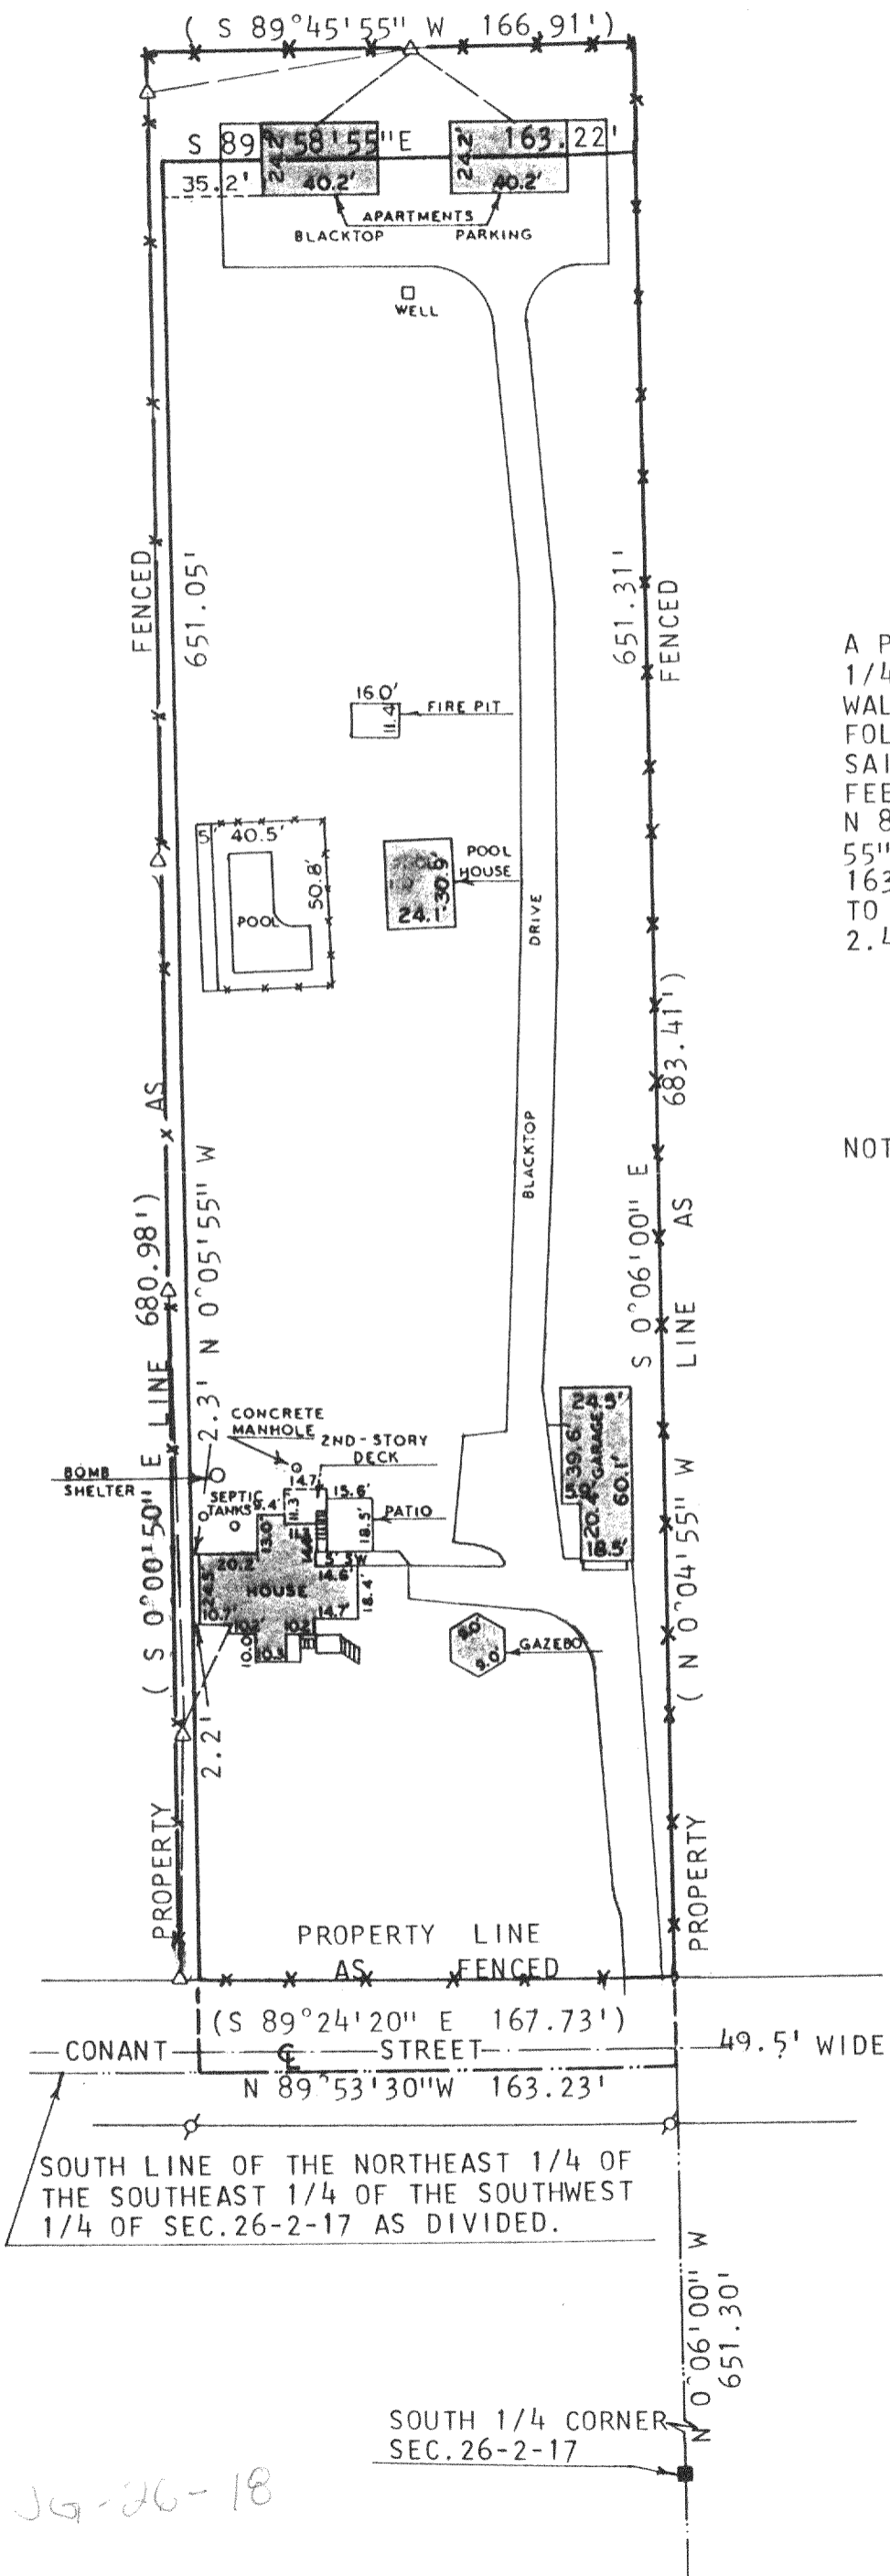 ( S 89°45'55" W 166.91')
S 89°58'55"E 163.22'
24.2'
40.2'
24.2'
40.2'
35.2'
APARTMENTS
BLACKTOP PARKING
WELL
FENCED
651.05'
651.31'
FENCED
A P
1/4
WAL
FOL
SAI
FEE
N 8
55"
163
TO
2.4
16.0'
11.4'
FIRE PIT
5' 40.5'
50.8'
POOL
POOL
HOUSE
30.9'
24.1'
DRIVE
BLACKTOP
683.41')
NOT
AS
680.98')
N 0°05'55" W
S 0°06'00" E
AS
LINE
( S 0°00'50" E LINE
2.3'
CONCRETE
MANHOLE
2ND-STORY
DECK
BOMB
SHELTER
SEPTIC
TANKS
14.7'
15.6'
11.3'
18.5'
PATIO
13.0'
20.2'
HOUSE
14.6'
18.4'
14.7'
10.7'
10.2'
10.0'
24.5'
39.6'
GARAGE
60.1'
20.4'
18.5'
9.0'
9.0'
GAZEBO
( N 0°04'55" W
2.2'
PROPERTY
PROPERTY
PROPERTY LINE
AS FENCED
(S 89°24'20" E 167.73')
CONANT STREET 49.5' WIDE
N 89°53'30"W 163.23'
SOUTH LINE OF THE NORTHEAST 1/4 OF
THE SOUTHEAST 1/4 OF THE SOUTHWEST
1/4 OF SEC.26-2-17 AS DIVIDED.
N 0°06'00" W
651.30'
SOUTH 1/4 CORNER
SEC.26-2-17
JG-26-18